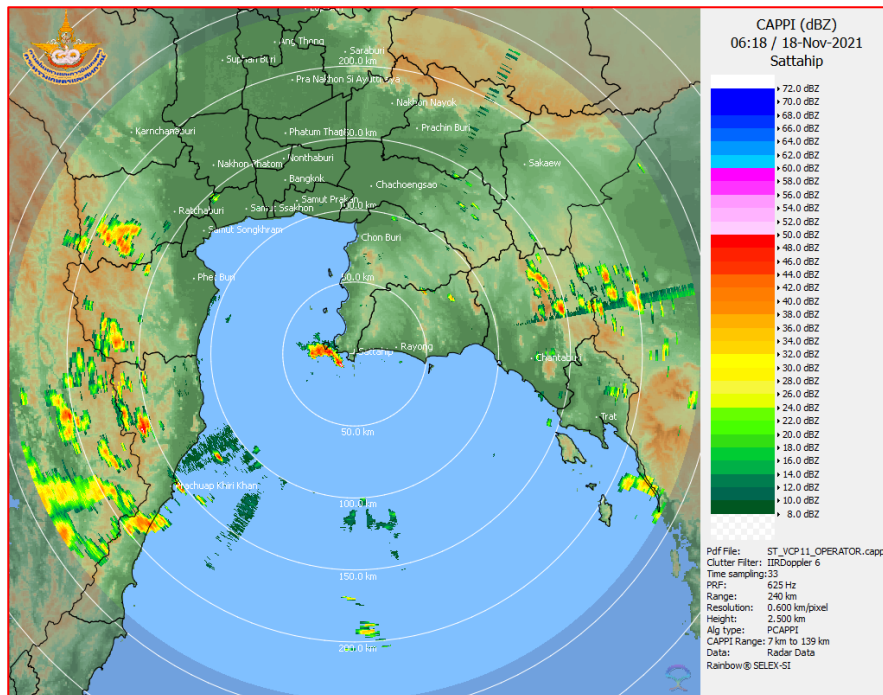 CAPPI (dBZ)
06:18 / 18-Nov-2021
Sattahip
72.0 dBZ
70.0 dBZ
68.0 dBZ
66.0 dBZ
64.0 dBZ
62.0 dBZ
60.0 dBZ
58.0 dBZ
56.0 dBZ
54.0 dBZ
52.0 dBZ
50.0 dBZ
48.0 dBZ
46.0 dBZ
44.0 dBZ
42.0 dBZ
40.0 dBZ
38.0 dBZ
36.0 dBZ
34.0 dBZ
32.0 dBZ
30.0 dBZ
28.0 dBZ
26.0 dBZ
24.0 dBZ
22.0 dBZ
20.0 dBZ
18.0 dBZ
16.0 dBZ
14.0 dBZ
12.0 dBZ
10.0 dBZ
8.0 dBZ
Pdf File: ST_VCP11_OPERATOR.capp
Clutter Filter: IIRDoppler 6
Time sampling:33
PRF: 625 Hz
Range: 240 km
Resolution: 0.600 km/pixel
Height: 2.500 km
Alg type: PCAPPI
CAPPI Range: 7 km to 139 km
Data: Radar Data
Rainbow® SELEX-SI
Ang Thong
Saraburi
Suphan Buri
200.0 km
Pra Nakhon Si Ayutthaya
Nakhon Nayok
Karnchanaburi
Phatum Thani
Prachin Buri
Nonthaburi
Nakhon Phatom
Sakaew
Bangkok
Chachoengsao
Samut Prakan
Ratchaburi
Samut Ssakhon
Samut Songkhram
Chon Buri
Phet Buri
Rayong
Sattahip
Chantaburi
Trat
50.0 km
Prachuap Khiri Khan
100.0 km
150.0 km
200.0 km